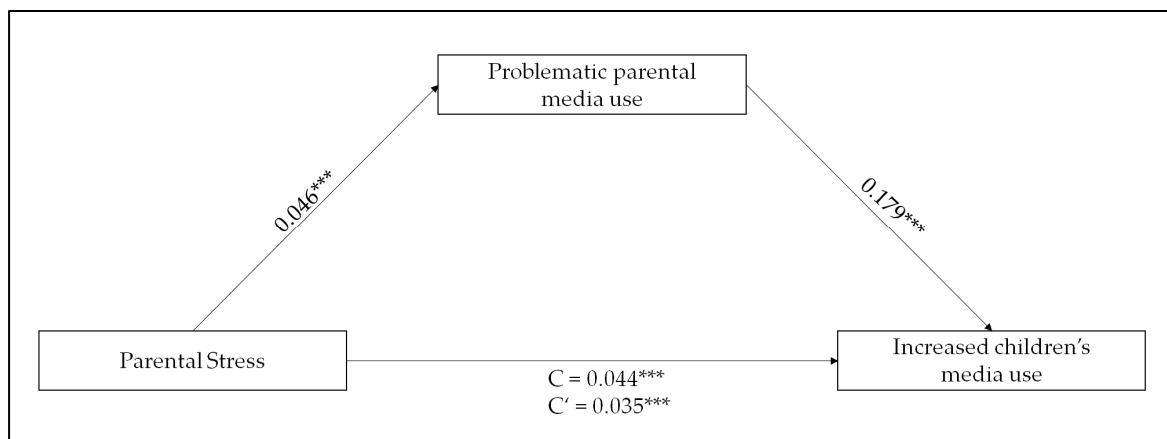 Problematic parental
media use
0.046***
0.179***
Parental Stress
Increased children’s
media use
C = 0.044***
C‘ = 0.035***